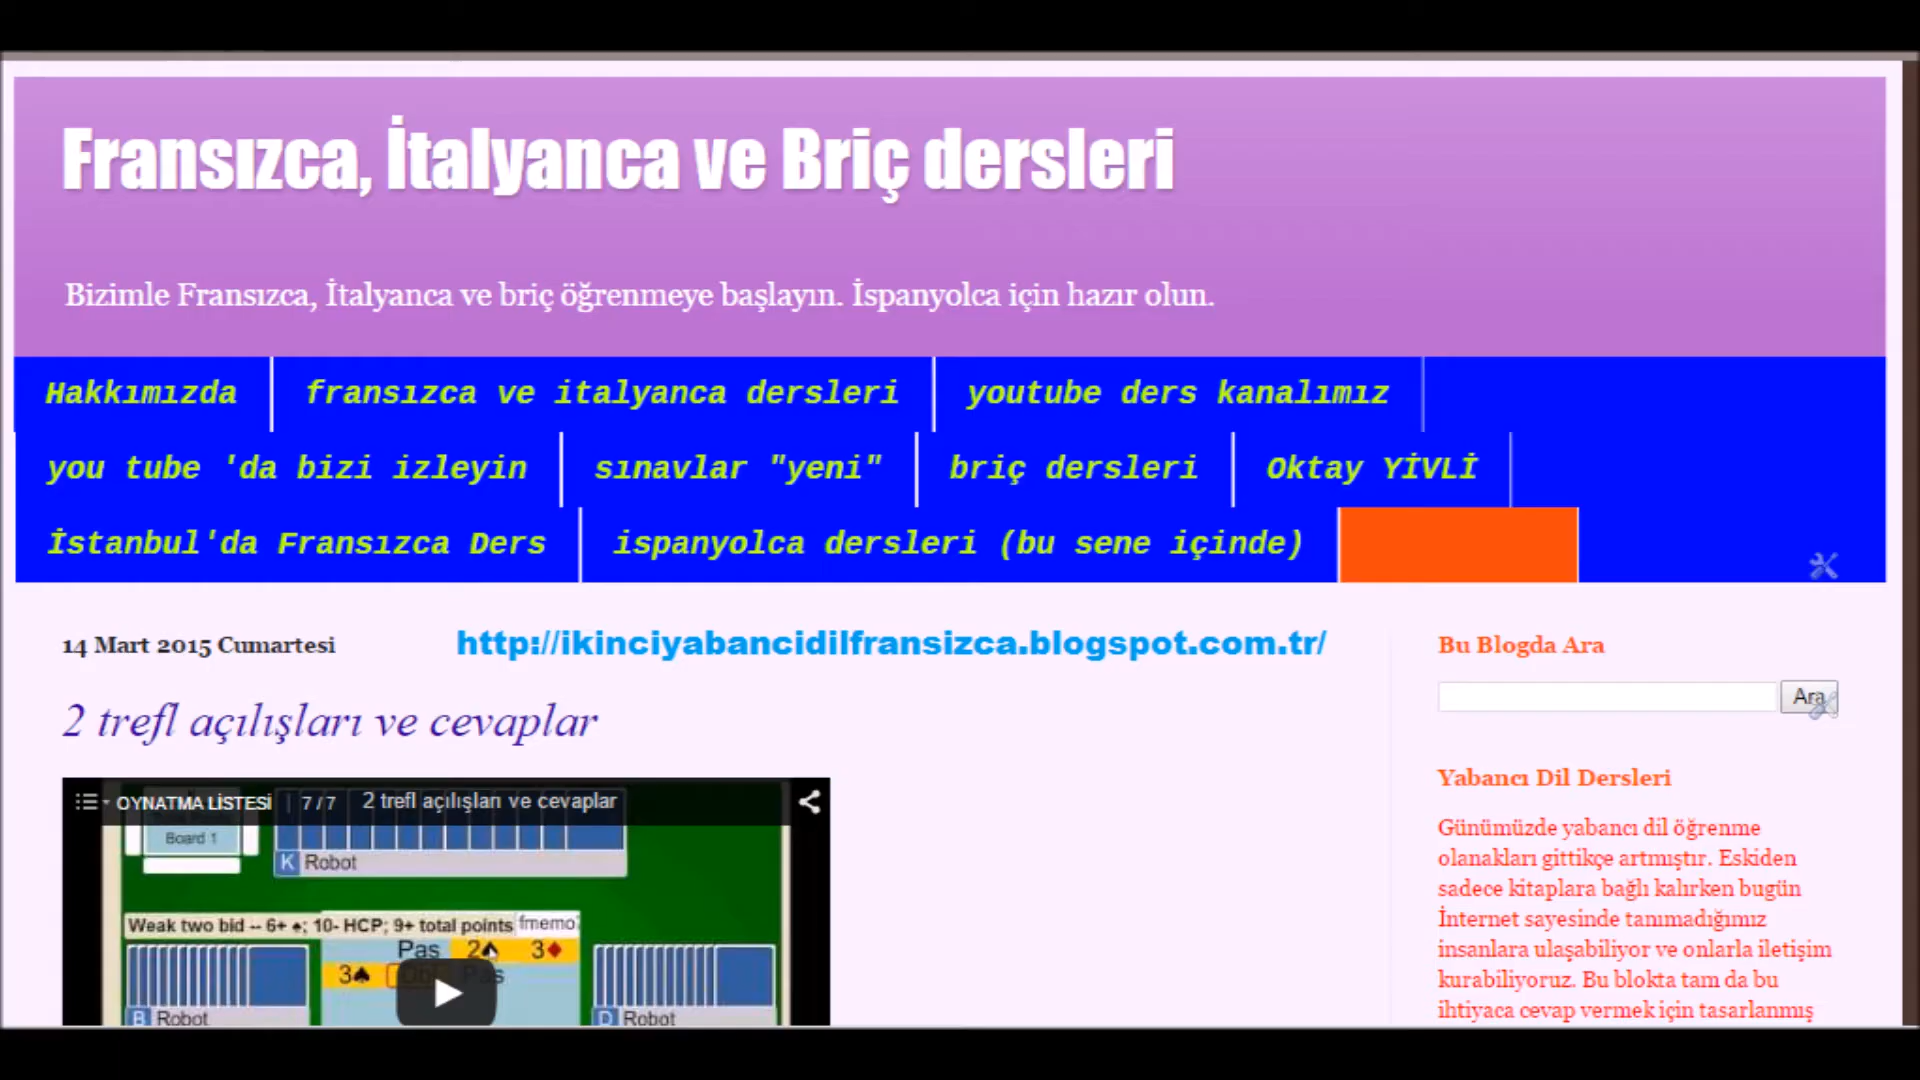 Fransızca, İtalyanca ve Briç dersleri
Bizimle Fransızca, İtalyanca ve briç öğrenmeye başlayın. İspanyolca için hazır olun.
Hakkımızda fransızca ve italyanca dersleri youtube ders kanalımız
you tube 'da bizi izleyin sınavlar "yeni" briç dersleri Oktay YİVLİ
İstanbul'da Fransızca Ders ispanyolca dersleri (bu sene içinde)
14 Mart 2015 Cumartesi http://ikinciyabancidilfransizca.blogspot.com.tr/
2 trefl açılışları ve cevaplar
OYNATMA LİSTESİ 7 / 7 2 trefl açılışları ve cevaplar
Board 1
K Robot
Weak two bid -- 6+ ♠; 10- HCP; 9+ total points
Pas 2♠ 3♦
3♠ Pas
B Robot D Robot
Bu Blogda Ara
Ara
Yabancı Dil Dersleri
Günümüzde yabancı dil öğrenme
olanakları gittikçe artmıştır. Eskiden
sadece kitaplara bağlı kalırken bugün
İnternet sayesinde tanımadığımız
insanlara ulaşabiliyor ve onlarla iletişim
kurabiliyoruz. Bu blokta tam da bu
ihtiyaca cevap vermek için tasarlanmış